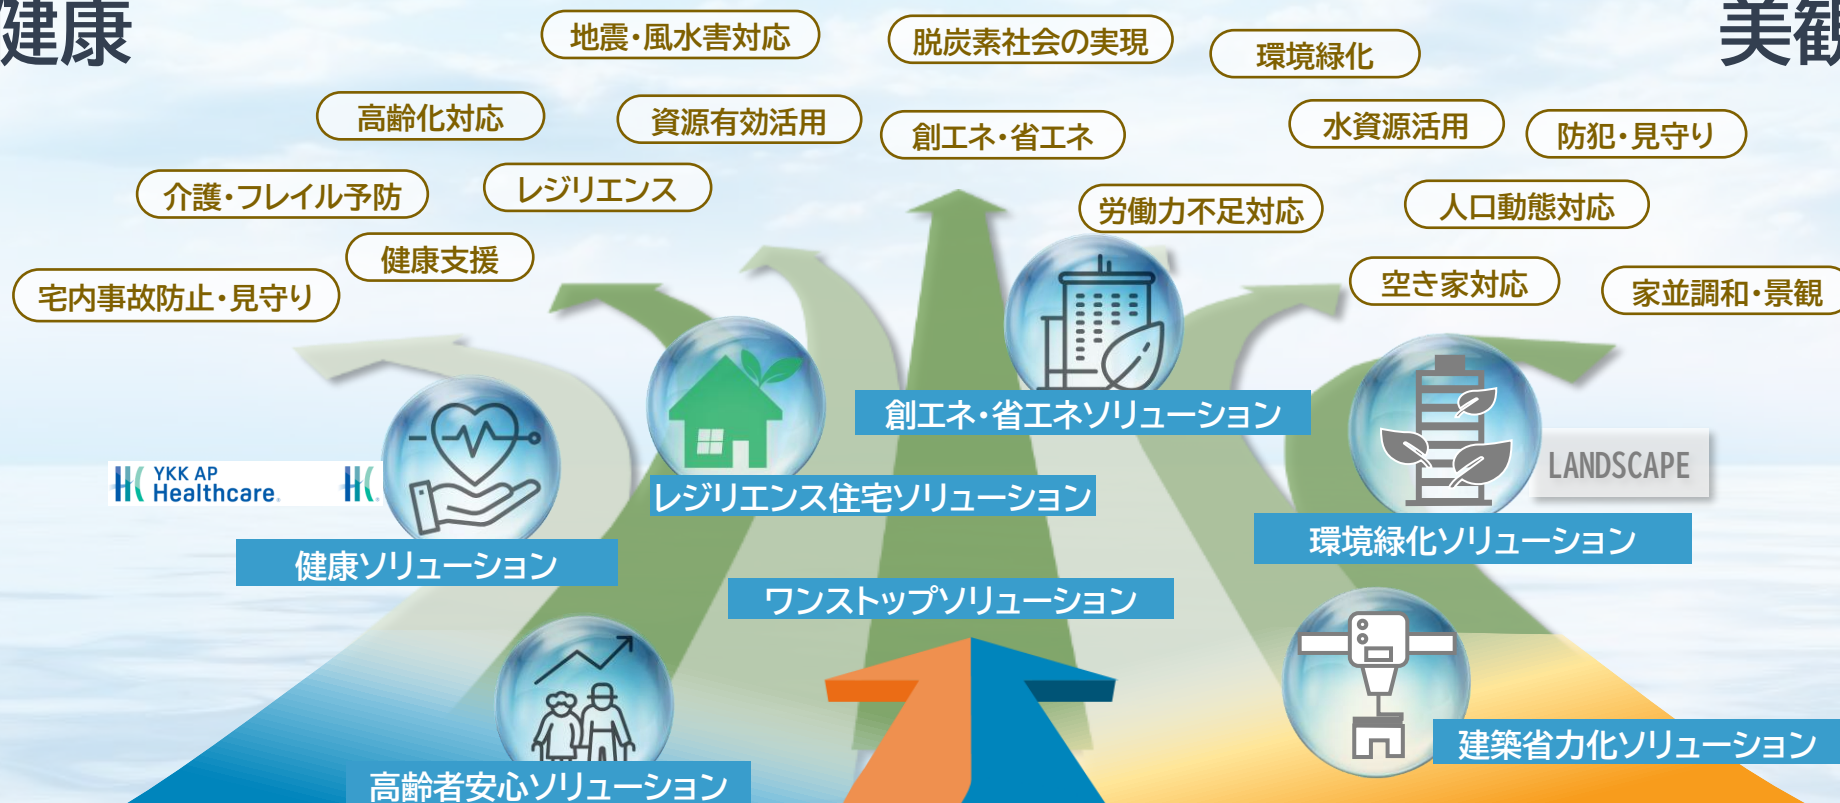 健康
美観
地震・風水害対応
脱炭素社会の実現
環境緑化
高齢化対応
資源有効活用
創エネ・省エネ
水資源活用
防犯・見守り
介護・フレイル予防
レジリエンス
労働力不足対応
人口動態対応
健康支援
宅内事故防止・見守り
空き家対応
家並調和・景観
創エネ・省エネソリューション
YKK AP
Healthcare
LANDSCAPE
レジリエンス住宅ソリューション
健康ソリューション
環境緑化ソリューション
ワンストップソリューション
建築省力化ソリューション
高齢者安心ソリューション